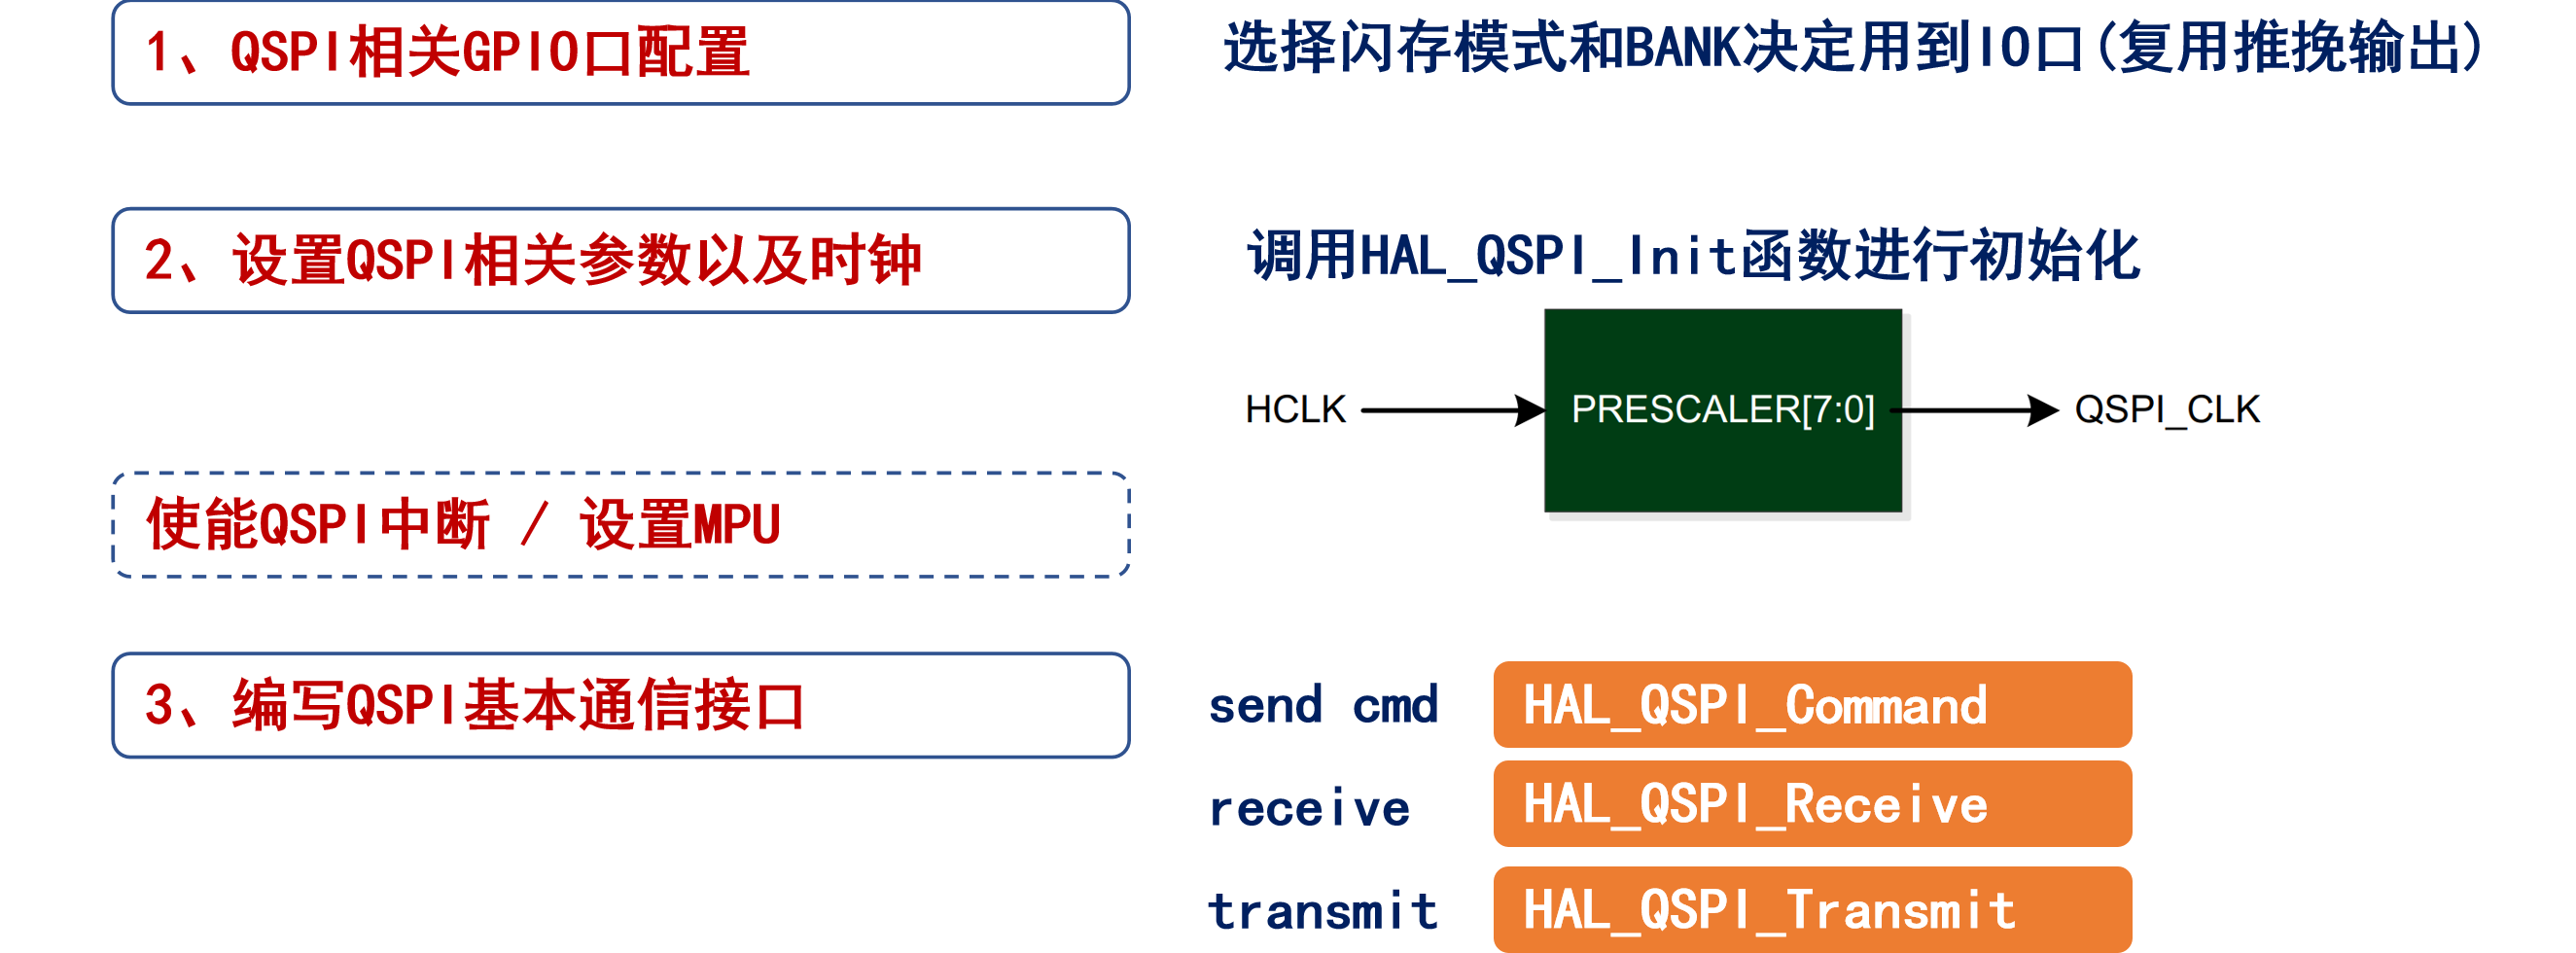 1、QSPI相关GPIO口配置
选择闪存模式和BANK决定用到IO口(复用推挽输出)
2、设置QSPI相关参数以及时钟
调用HAL_QSPI_Init函数进行初始化
HCLK
PRESCALER[7:0]
QSPI_CLK
使能QSPI中断 / 设置MPU
3、编写QSPI基本通信接口
send cmd
HAL_QSPI_Command
receive
HAL_QSPI_Receive
transmit
HAL_QSPI_Transmit